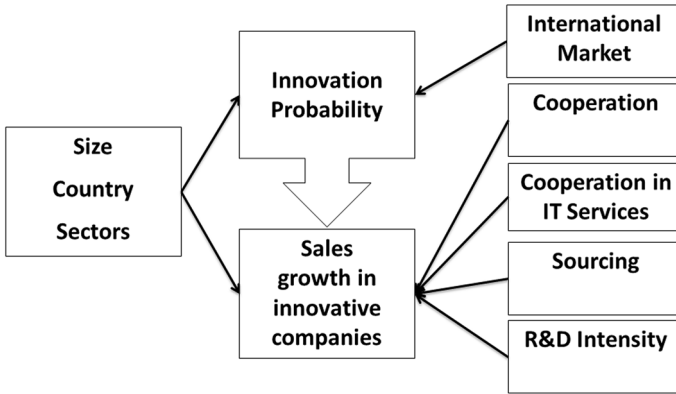 Size
Country
Sectors
Innovation
Probability
Sales
growth in
innovative
companies
International
Market
Cooperation
Cooperation in
IT Services
Sourcing
R&D Intensity